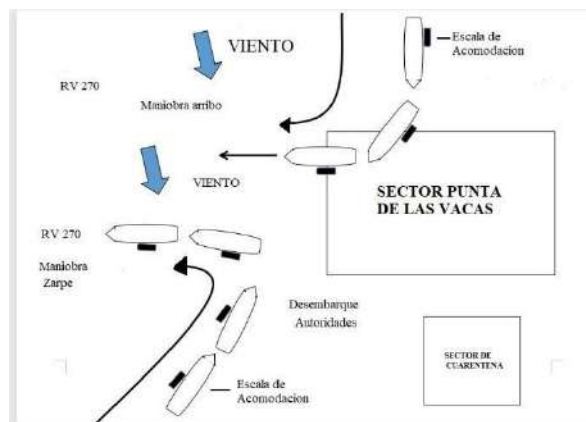 Escala de
Acomodacion
VIENTO
RV 270
Maniobra arribo
VIENTO
SECTOR PUNTA
DE LAS VACAS
RV 270
Maniobra
Zarpe
Desembarque
Autoridades
SECTOR DE
CUARENTENA
Escala de
Acomodacion